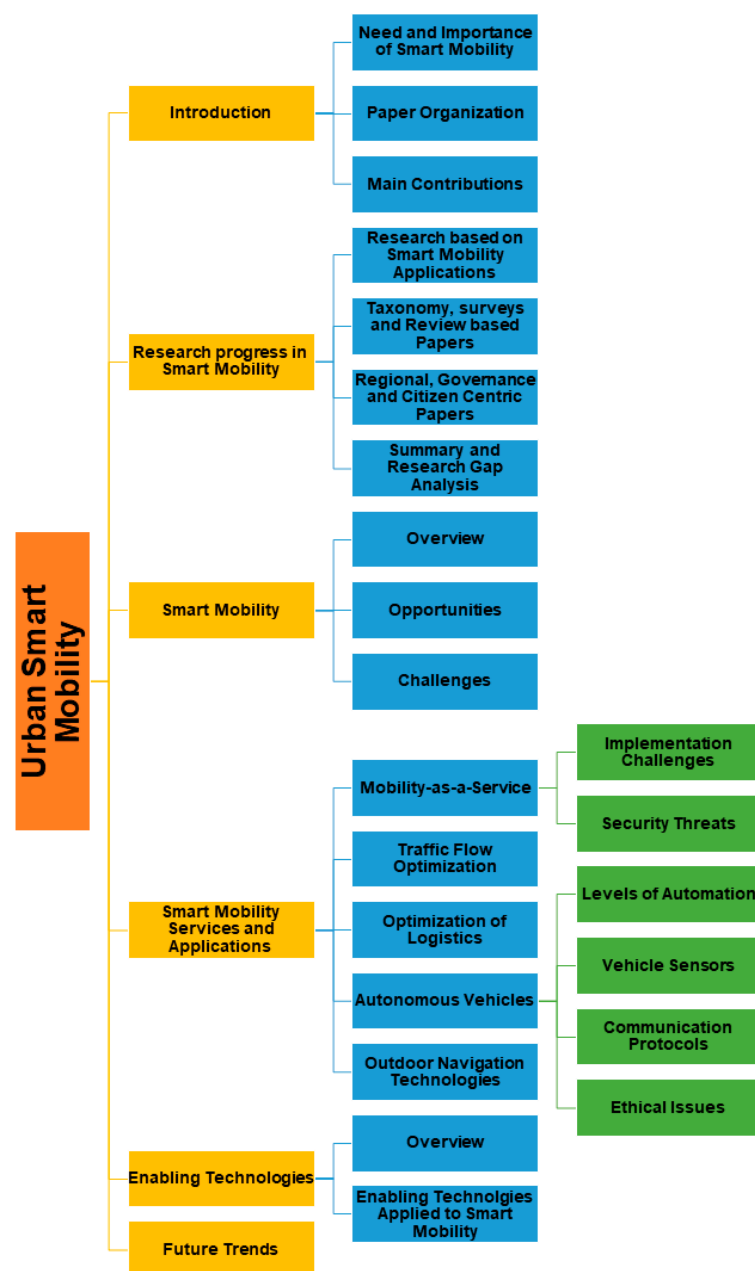 Urban Smart
Mobility
Introduction
Need and Importance
of Smart Mobility
Paper Organization
Main Contributions
Research progress in
Smart Mobility
Research based on
Smart Mobility
Applications
Taxonomy, surveys
and Review based
Papers
Regional, Governance
and Citizen Centric
Papers
Summary and
Research Gap
Analysis
Smart Mobility
Overview
Opportunities
Challenges
Smart Mobility
Services and
Applications
Mobility-as-a-Service
Implementation
Challenges
Security Threats
Traffic Flow
Optimization
Optimization of
Logistics
Autonomous Vehicles
Levels of Automation
Vehicle Sensors
Communication
Protocols
Ethical Issues
Outdoor Navigation
Technologies
Enabling Technologies
Overview
Enabling Technolgies
Applied to Smart
Mobility
Future Trends